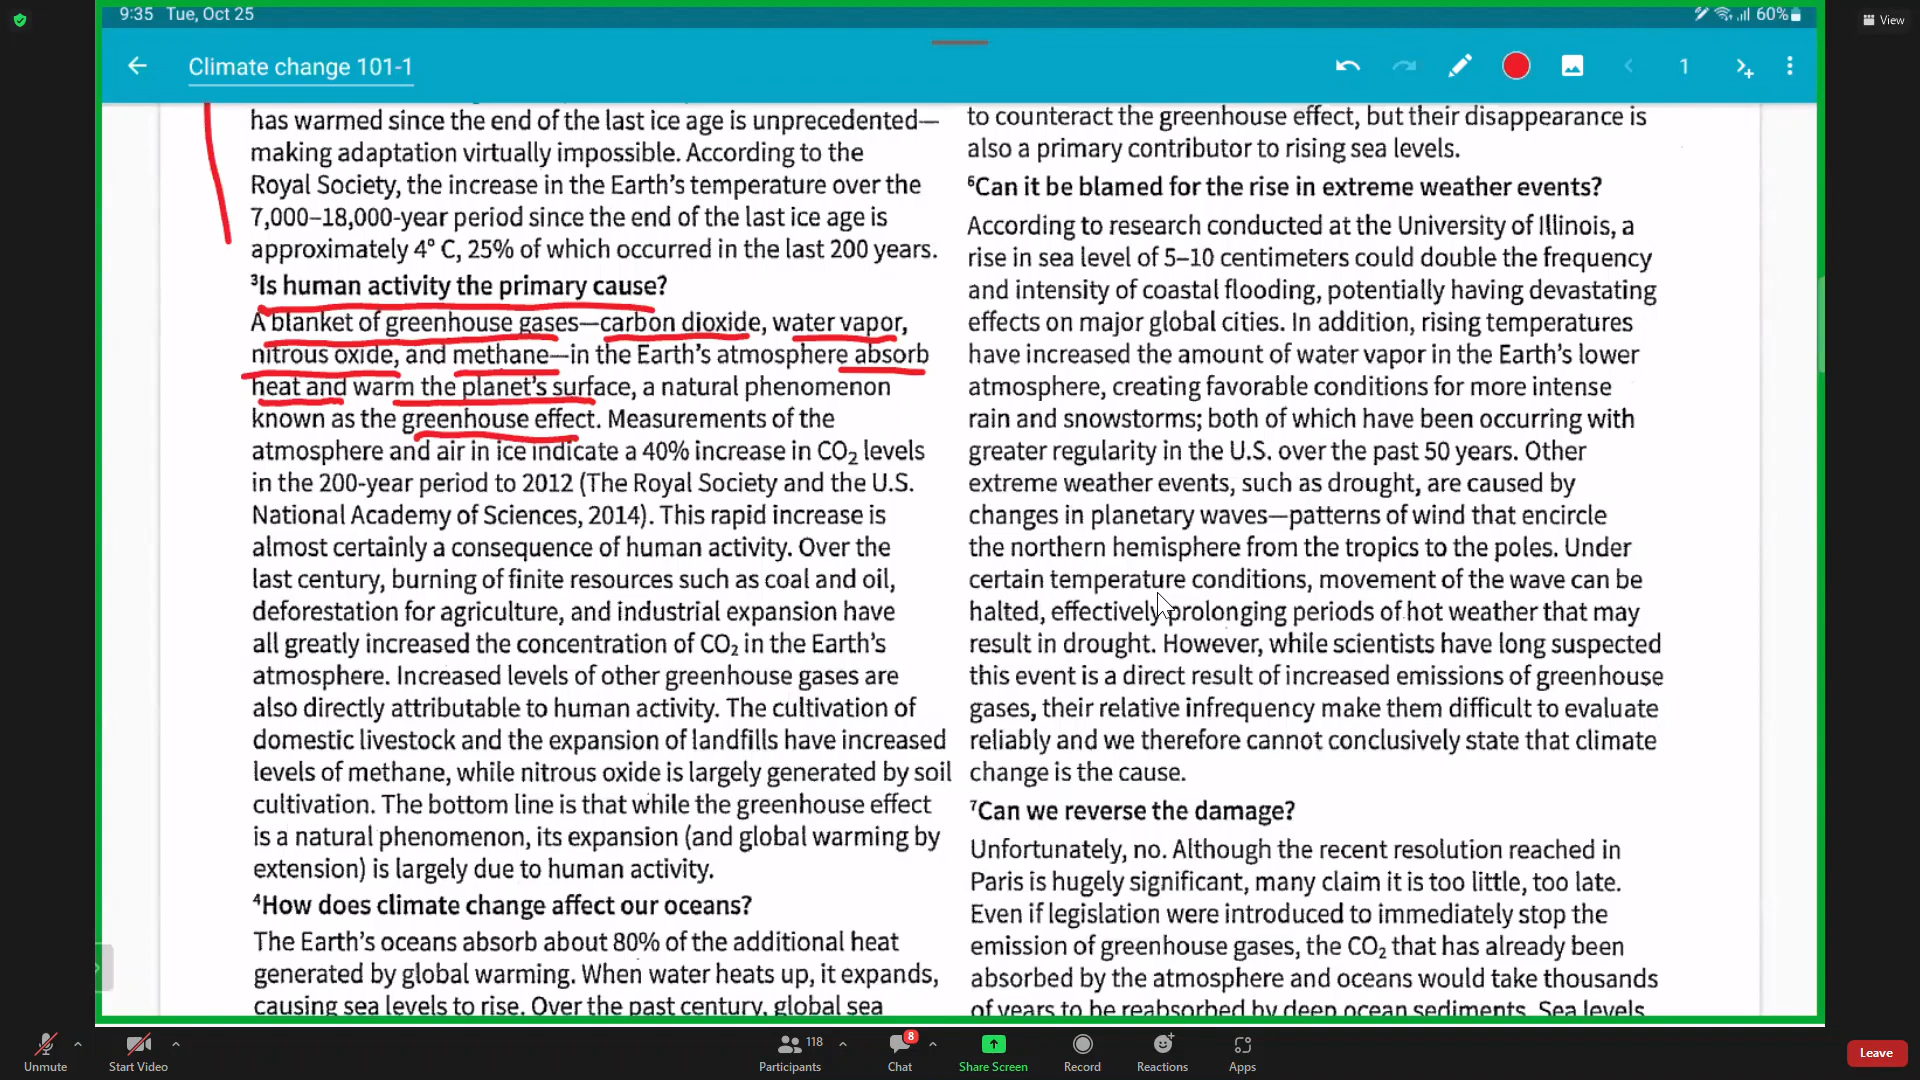 9:35 Tue, Oct 25
60%
View
Climate change 101-1
1
has warmed since the end of the last ice age is unprecedented—
making adaptation virtually impossible. According to the
Royal Society, the increase in the Earth's temperature over the
7,000–18,000-year period since the end of the last ice age is
approximately 4° C, 25% of which occurred in the last 200 years.
³Is human activity the primary cause?
A blanket of greenhouse gases—carbon dioxide, water vapor,
nitrous oxide, and methane—in the Earth's atmosphere absorb
heat and warm the planet's surface, a natural phenomenon
known as the greenhouse effect. Measurements of the
atmosphere and air in ice indicate a 40% increase in CO₂ levels
in the 200-year period to 2012 (The Royal Society and the U.S.
National Academy of Sciences, 2014). This rapid increase is
almost certainly a consequence of human activity. Over the
last century, burning of finite resources such as coal and oil,
deforestation for agriculture, and industrial expansion have
all greatly increased the concentration of CO₂ in the Earth's
atmosphere. Increased levels of other greenhouse gases are
also directly attributable to human activity. The cultivation of
domestic livestock and the expansion of landfills have increased
levels of methane, while nitrous oxide is largely generated by soil
cultivation. The bottom line is that while the greenhouse effect
is a natural phenomenon, its expansion (and global warming by
extension) is largely due to human activity.
⁴How does climate change affect our oceans?
The Earth's oceans absorb about 80% of the additional heat
generated by global warming. When water heats up, it expands,
causing sea levels to rise. Over the past century, global sea
to counteract the greenhouse effect, but their disappearance is
also a primary contributor to rising sea levels.
⁶Can it be blamed for the rise in extreme weather events?
According to research conducted at the University of Illinois, a
rise in sea level of 5–10 centimeters could double the frequency
and intensity of coastal flooding, potentially having devastating
effects on major global cities. In addition, rising temperatures
have increased the amount of water vapor in the Earth's lower
atmosphere, creating favorable conditions for more intense
rain and snowstorms; both of which have been occurring with
greater regularity in the U.S. over the past 50 years. Other
extreme weather events, such as drought, are caused by
changes in planetary waves—patterns of wind that encircle
the northern hemisphere from the tropics to the poles. Under
certain temperature conditions, movement of the wave can be
halted, effectively prolonging periods of hot weather that may
result in drought. However, while scientists have long suspected
this event is a direct result of increased emissions of greenhouse
gases, their relative infrequency make them difficult to evaluate
reliably and we therefore cannot conclusively state that climate
change is the cause.
⁷Can we reverse the damage?
Unfortunately, no. Although the recent resolution reached in
Paris is hugely significant, many claim it is too little, too late.
Even if legislation were introduced to immediately stop the
emission of greenhouse gases, the CO₂ that has already been
absorbed by the atmosphere and oceans would take thousands
of years to be reabsorbed by deep ocean sediments. Sea levels
Unmute
Start Video
118
Participants
8
Chat
Share Screen
Record
Reactions
Apps
Leave